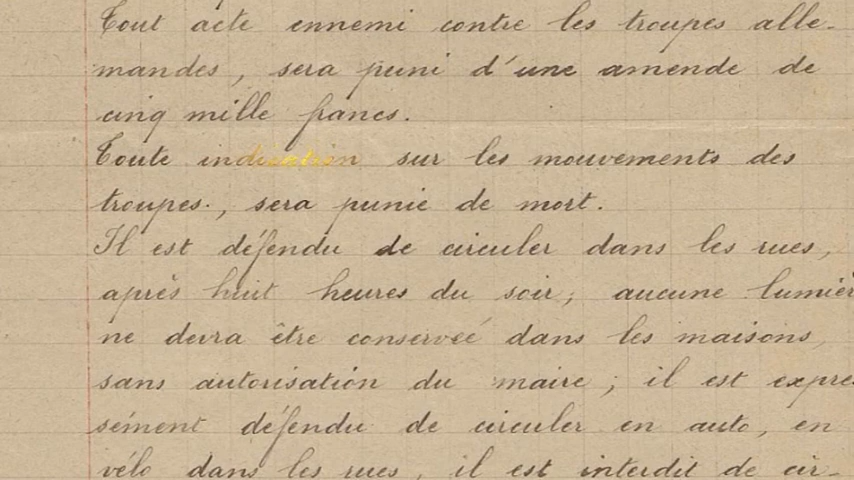 Tout acte ennemi contre les troupes alle-
mandes, sera puni d'une amende de
cinq mille francs.
Toute indication sur les mouvements des
troupes., sera punie de mort.
Il est défendu de circuler dans les rues,
après huit heures du soir; aucune lumièr
ne devra être conserveé dans les maisons,
sans autorisation du maire; il est expres
sément défendu de circuler en auto, en
vélo dans les rues, il est interdit de cir-